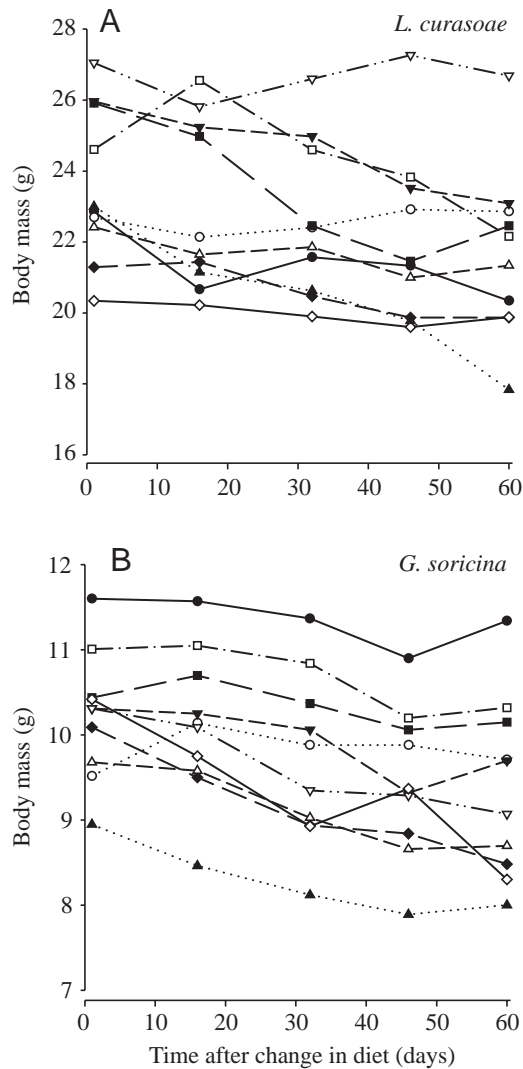 A
L. curasoae
28
26
24
22
20
18
16
Body mass (g)
0 10 20 30 40 50 60
B
G. soricina
12
11
10
9
8
7
Body mass (g)
0 10 20 30 40 50 60
Time after change in diet (days)